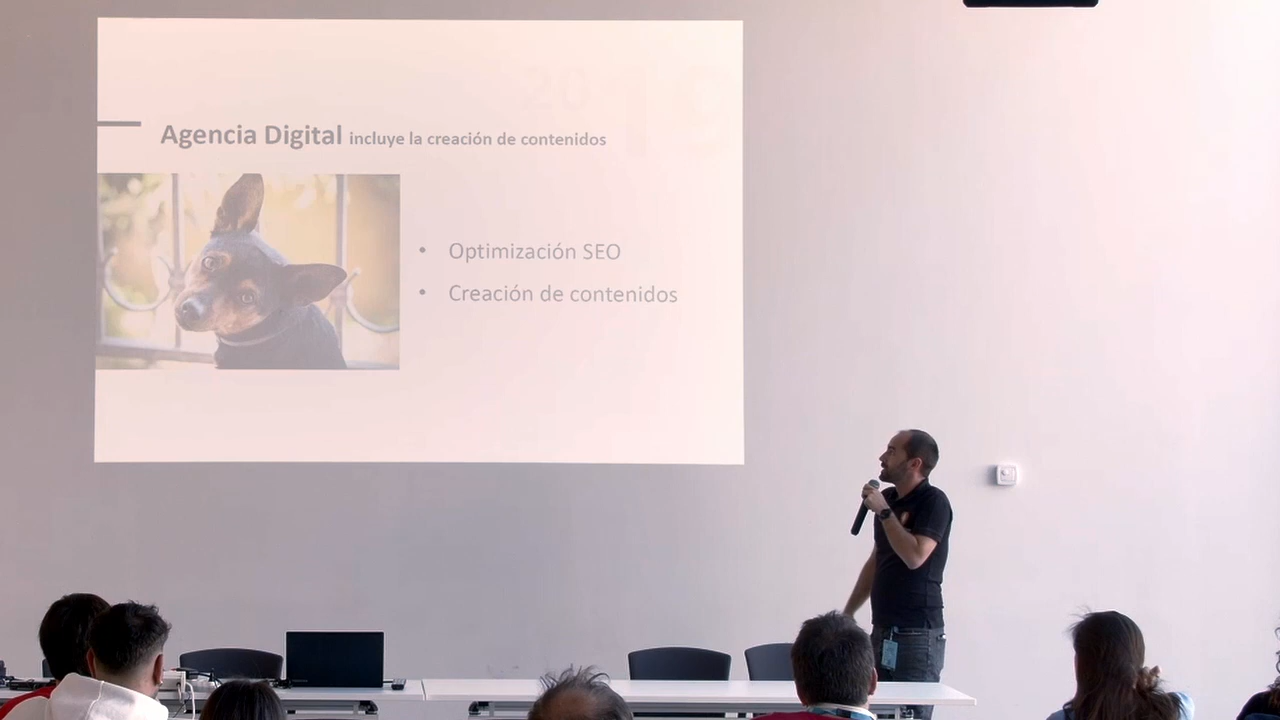 Agencia Digital incluye la creación de contenidos
• Optimización SEO
• Creación de contenidos